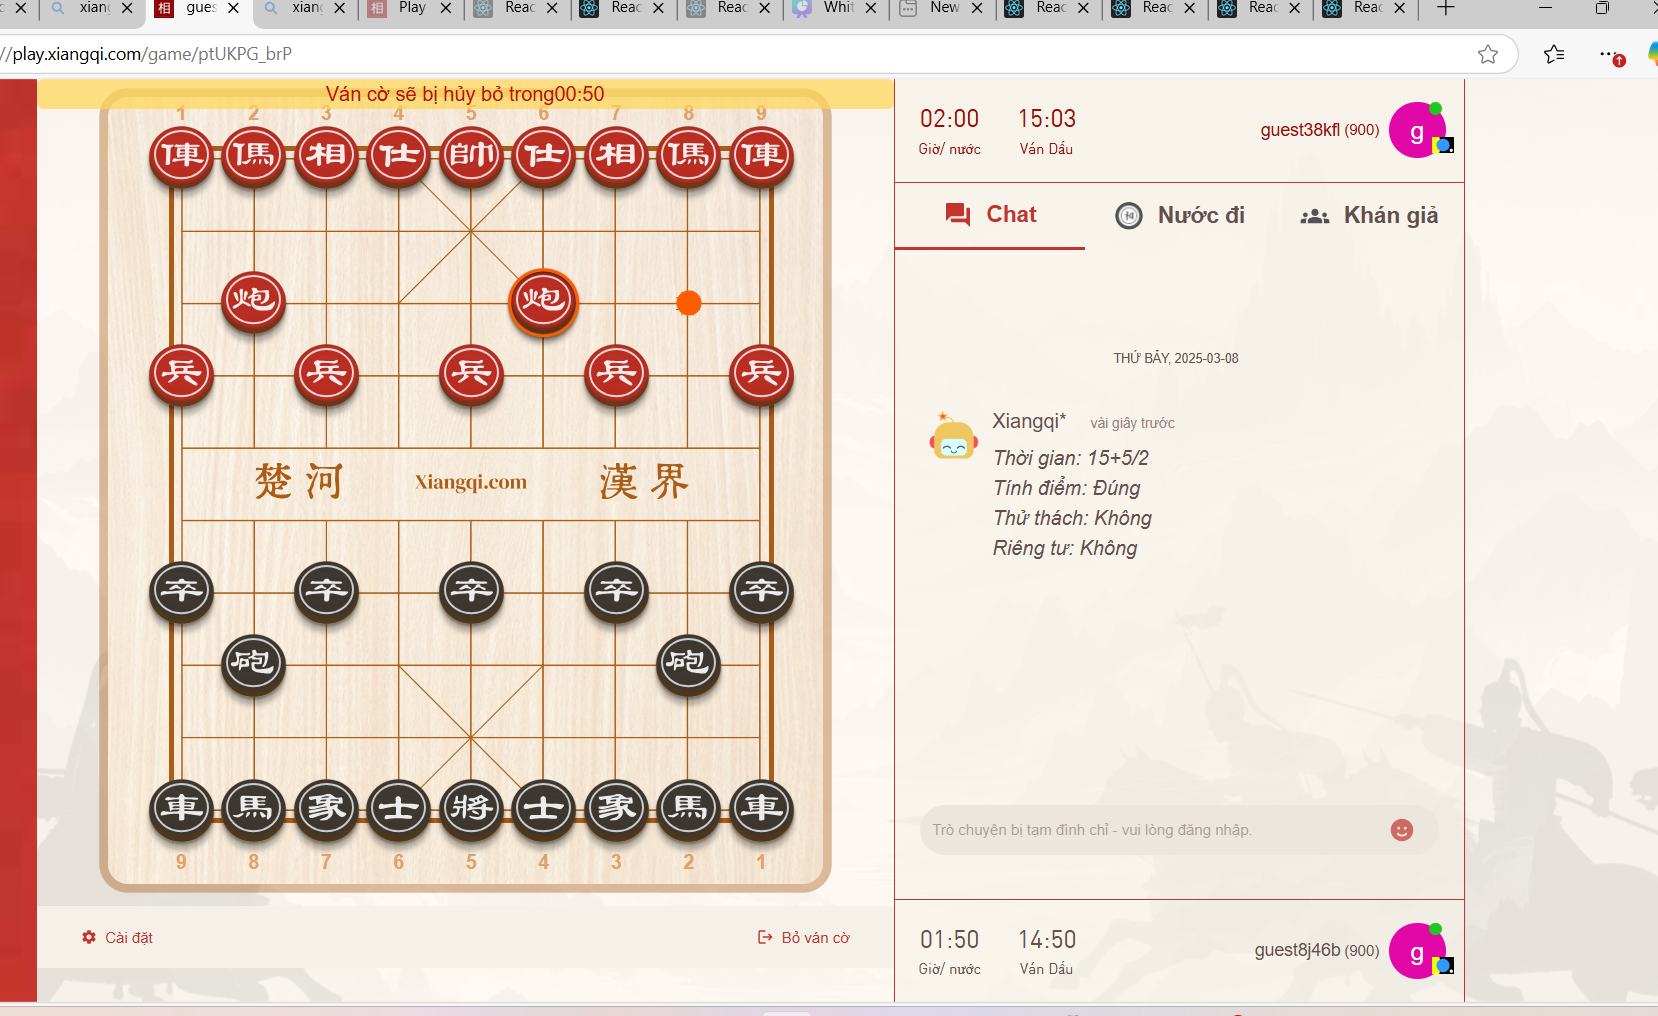 xiang
gues
xiang
Play
Reac
Reac
Reac
Whit
New
Reac
Reac
Reac
Reac
//play.xiangqi.com/game/ptUKPG_brP
Ván cờ sẽ bị hủy bỏ trong00:50
1 2 3 4 5 6 7 8 9
俥 傌 相 仕 帥 仕 相 傌 俥
炮 炮
兵 兵 兵 兵 兵
楚河 Xiangqi.com 漢界
卒 卒 卒 卒 卒
砲 砲
車 馬 象 士 將 士 象 馬 車
9 8 7 6 5 4 3 2 1
Cài đặt
Bỏ ván cờ
02:00 15:03
Giờ/ nước Ván Dấu
guest38kfl (900)
g
Chat
Nước đi
Khán giả
THỨ BẢY, 2025-03-08
Xiangqi* vài giây trước
Thời gian: 15+5/2
Tính điểm: Đúng
Thử thách: Không
Riêng tư: Không
Trò chuyện bị tạm đình chỉ - vui lòng đăng nhập.
01:50 14:50
Giờ/ nước Ván Dấu
guest8j46b (900)
g